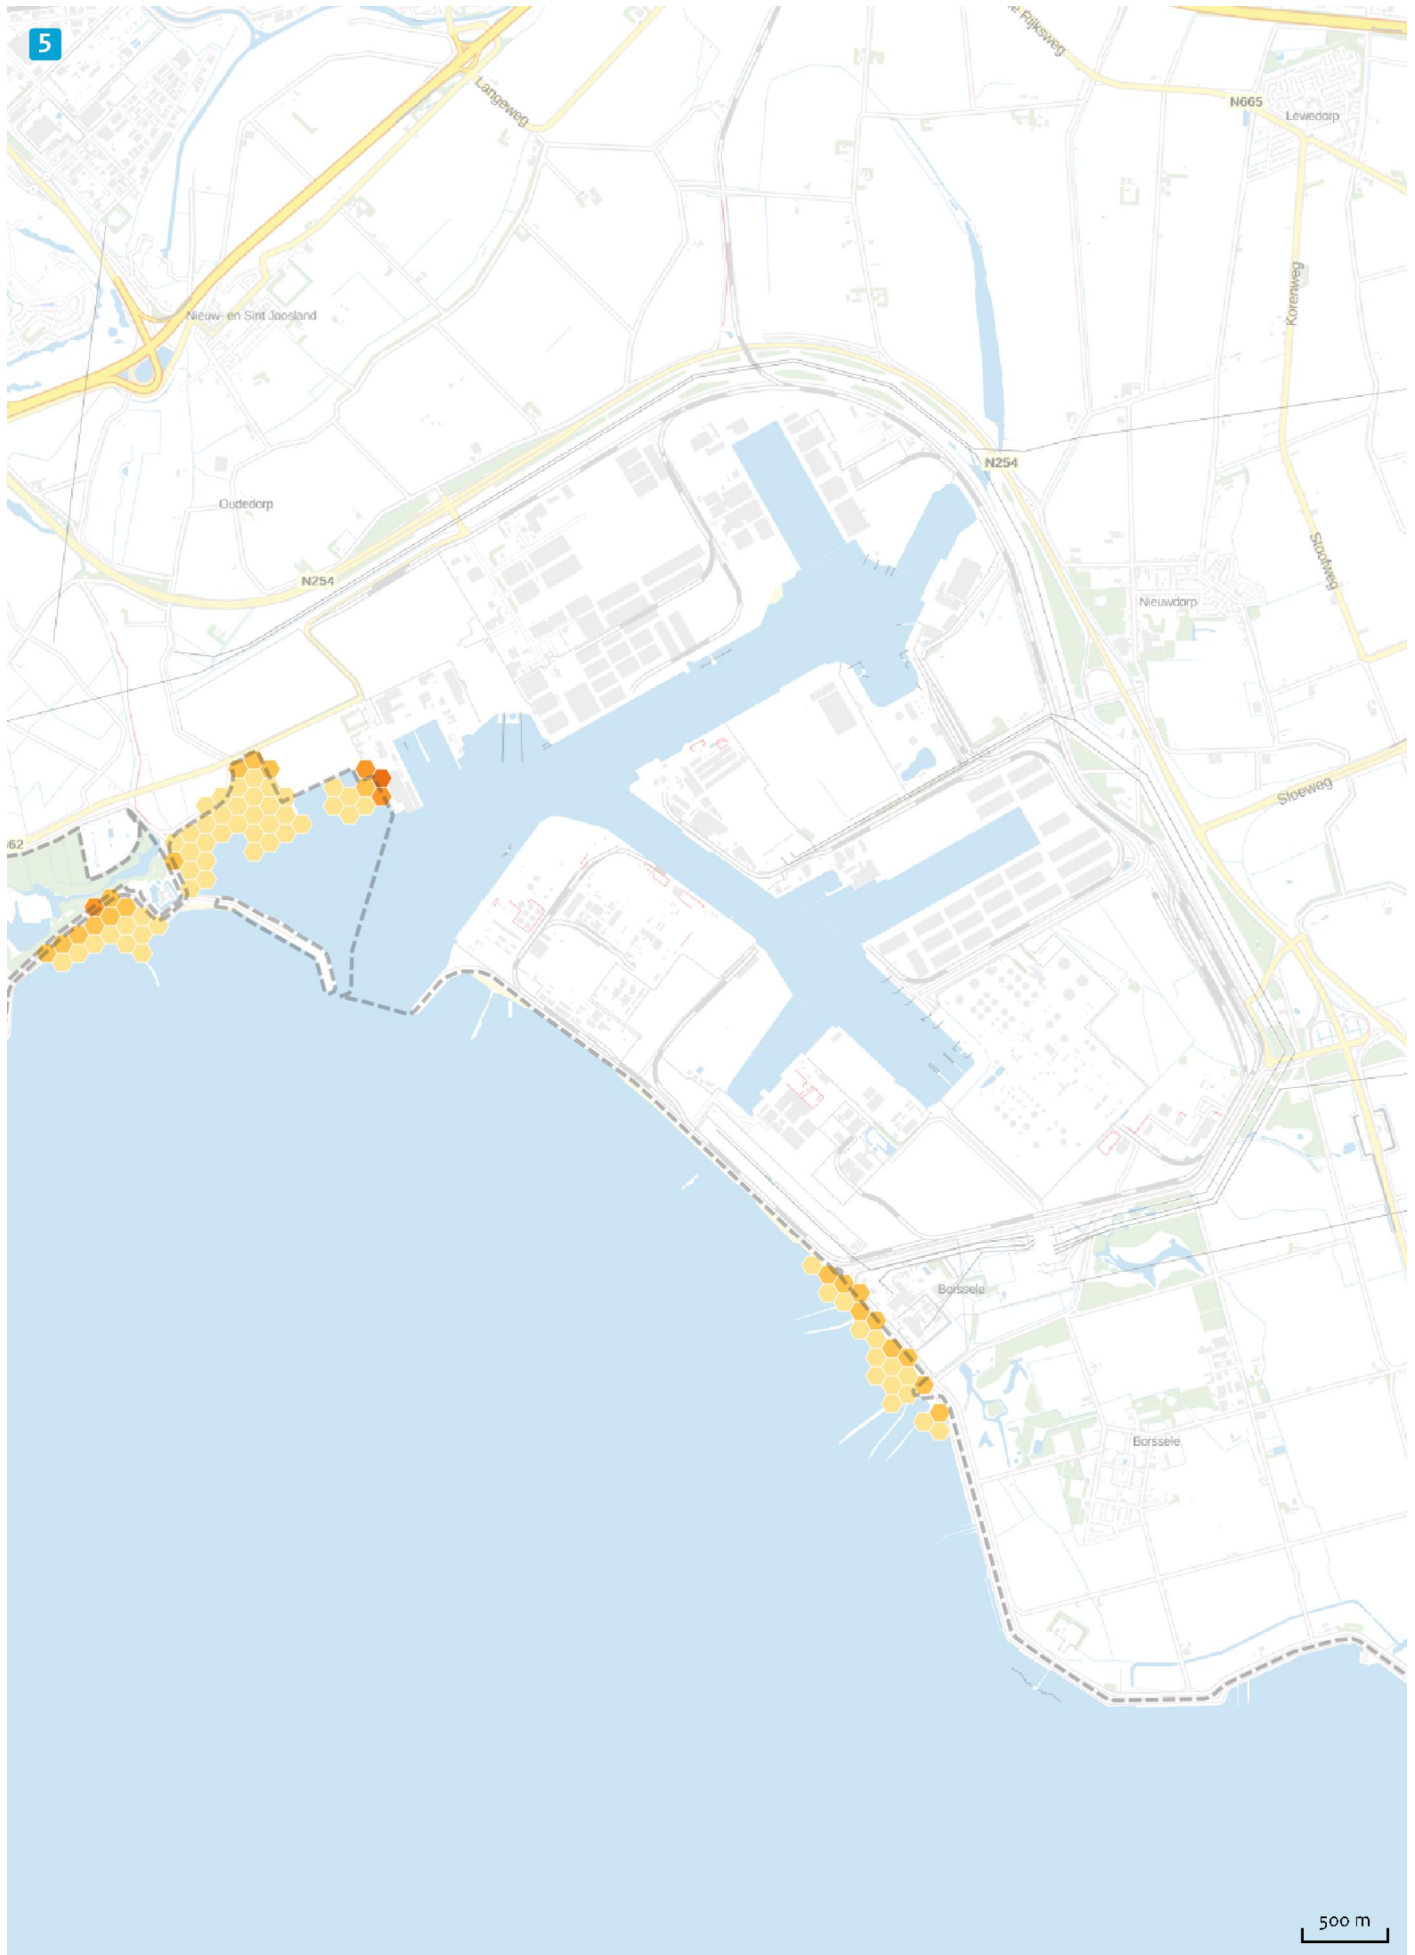 5
e Rijksweg
Langeweg
N665
Lewedorp
Korenweg
Nieuw- en Sint Joosland
N254
Oudedorp
Stoofweg
N254
Nieuwdorp
Sloeweg
62
Borssele
Borssele
500 m